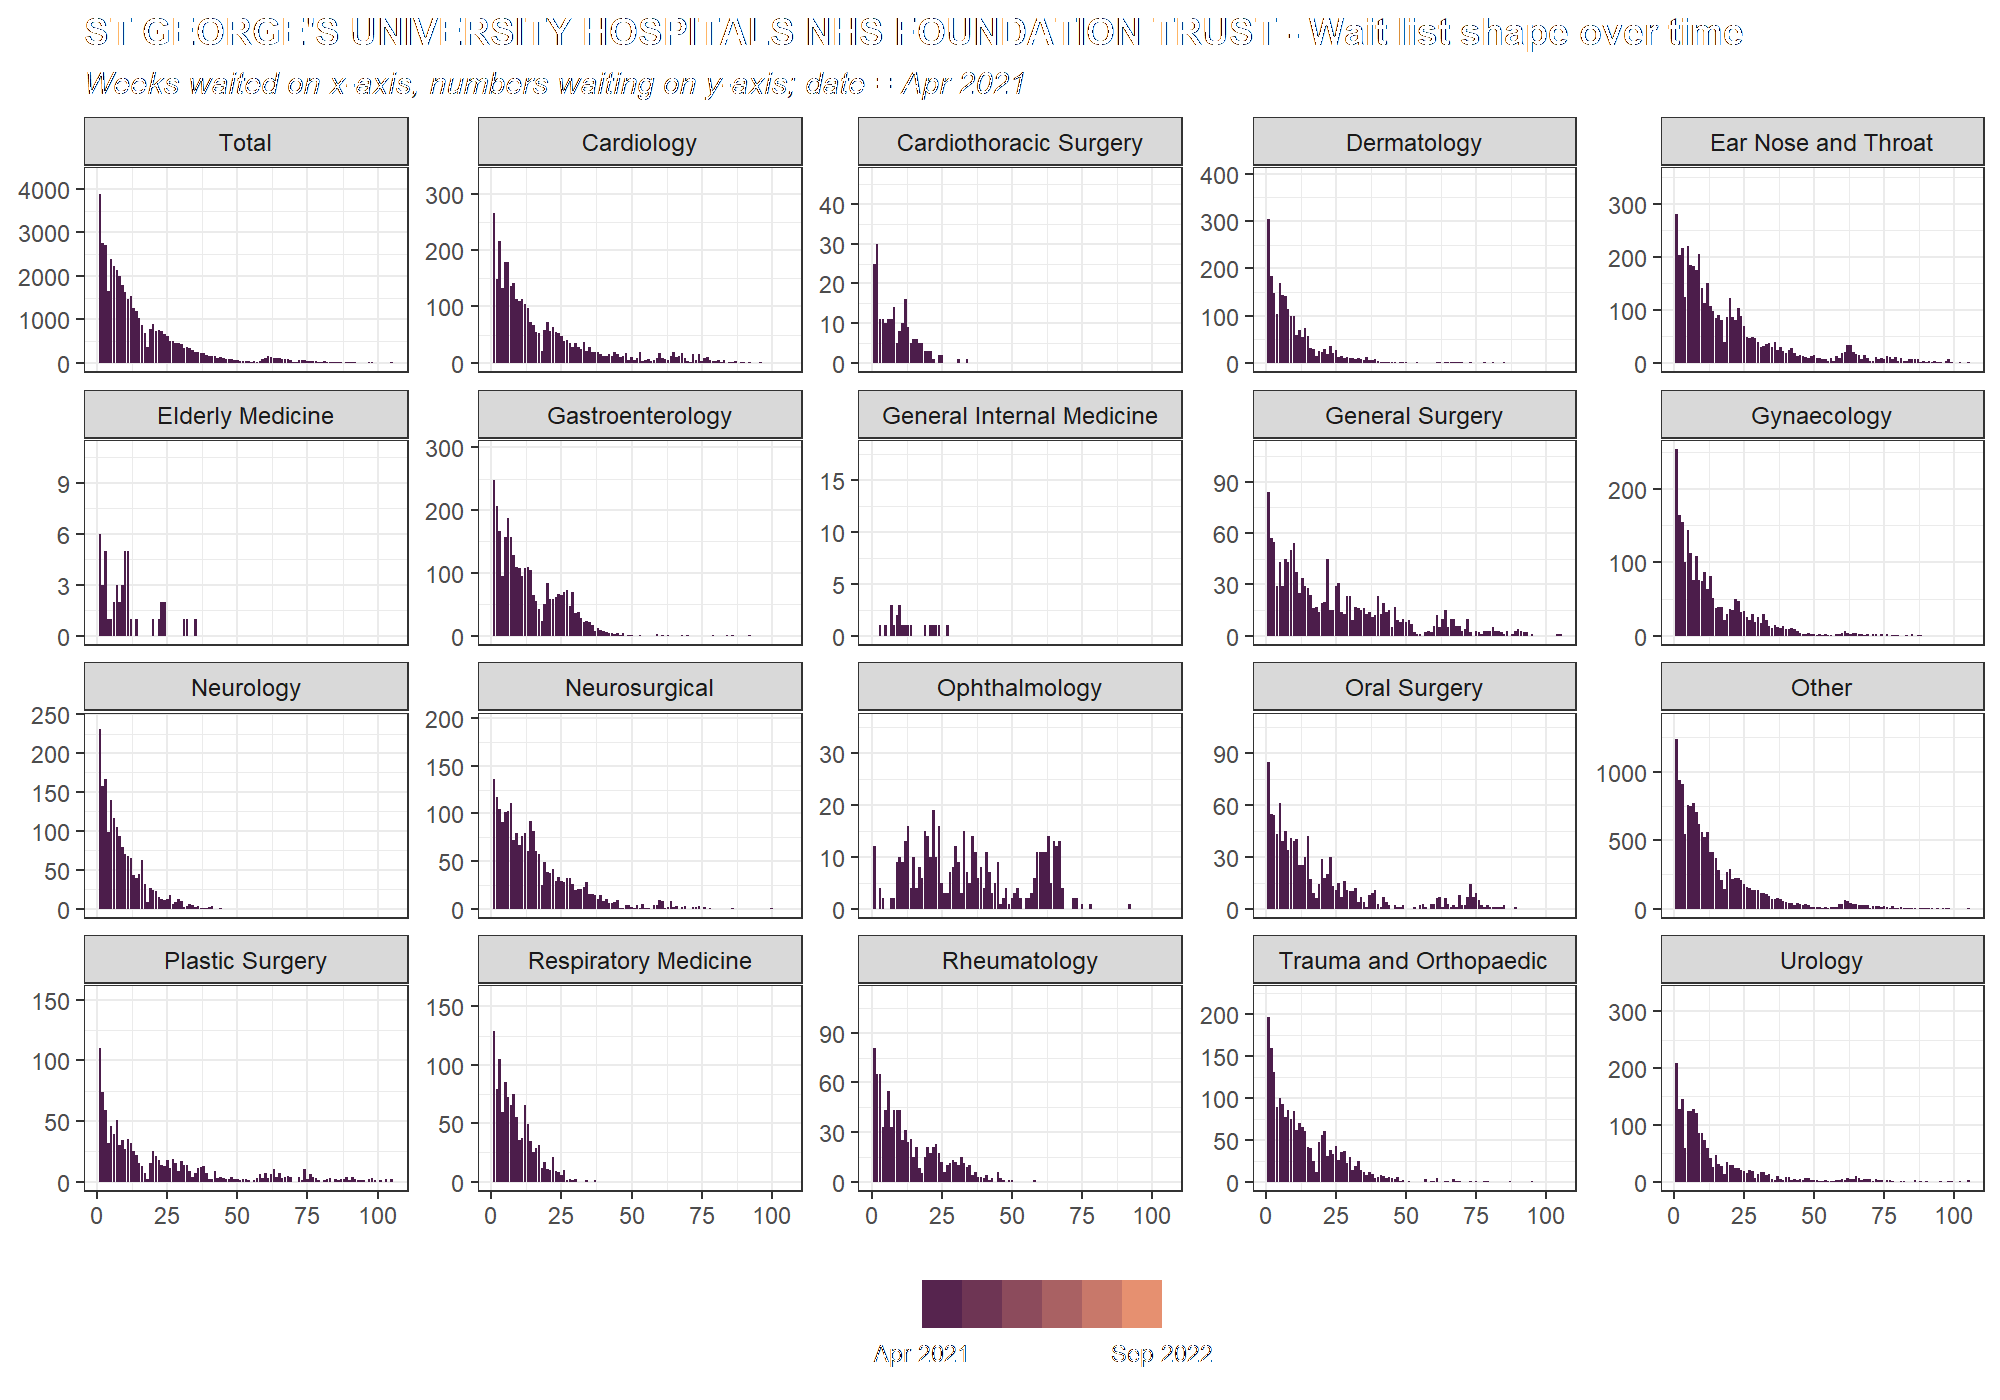 ST GEORGE'S UNIVERSITY HOSPITALS NHS FOUNDATION TRUST - Wait list shape over time
Weeks waited on x-axis, numbers waiting on y-axis; date = Apr 2021
Total Cardiology Cardiothoracic Surgery Dermatology Ear Nose and Throat
4000 3000 2000 1000 0
300 200 100 0
40 30 20 10 0
400 300 200 100 0
300 200 100 0
Elderly Medicine Gastroenterology General Internal Medicine General Surgery Gynaecology
9 6 3 0
300 200 100 0
15 10 5 0
90 60 30 0
200 100 0
Neurology Neurosurgical Ophthalmology Oral Surgery Other
250 200 150 100 50 0
200 150 100 50 0
30 20 10 0
90 60 30 0
1000 500 0
Plastic Surgery Respiratory Medicine Rheumatology Trauma and Orthopaedic Urology
150 100 50 0
150 100 50 0
90 60 30 0
200 150 100 50 0
300 200 100 0
0 25 50 75 100 0 25 50 75 100 0 25 50 75 100 0 25 50 75 100 0 25 50 75 100
Apr 2021 Sep 2022